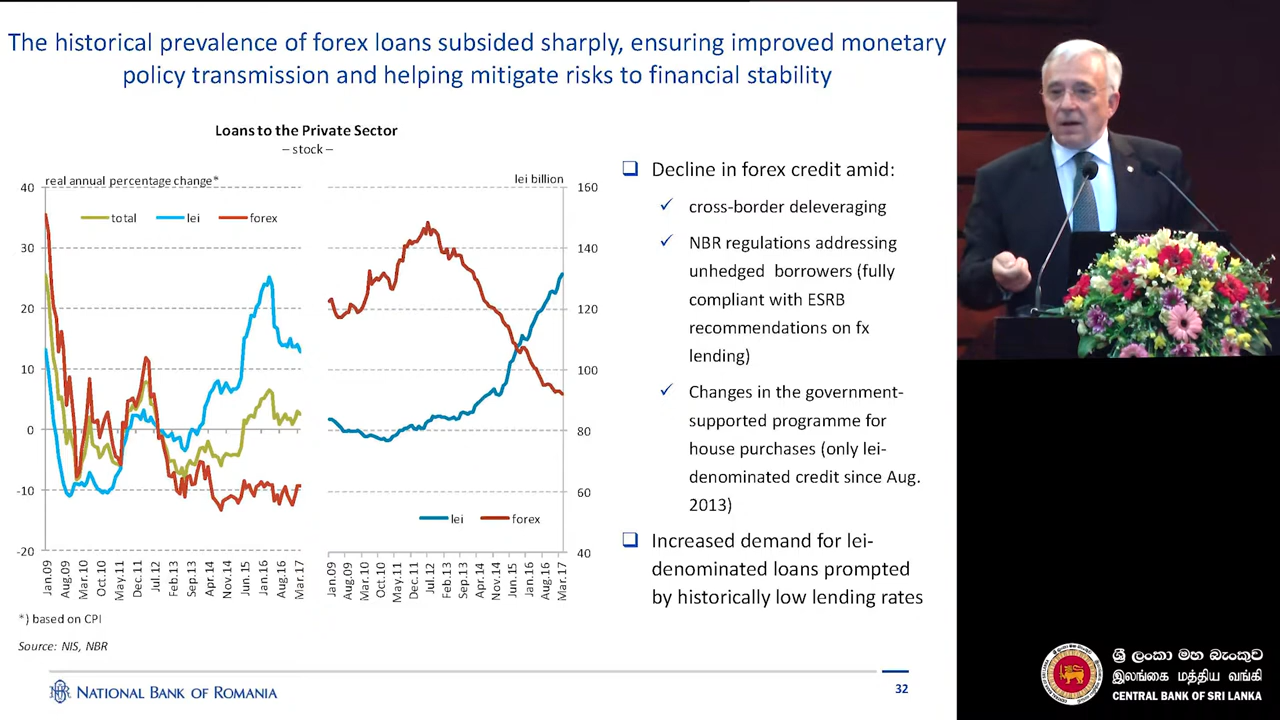 The historical prevalence of forex loans subsided sharply, ensuring improved monetary
policy transmission and helping mitigate risks to financial stability
Loans to the Private Sector
– stock –
real annual percentage change*
40
30
20
10
0
-10
-20
total
lei
forex
Jan.09
Aug.09
Mar.10
Oct.10
May.11
Dec.11
Jul.12
Feb.13
Sep.13
Apr.14
Nov.14
Jun.15
Jan.16
Aug.16
Mar.17
lei billion
160
140
120
100
80
60
40
lei
forex
Jan.09
Aug.09
Mar.10
Oct.10
May.11
Dec.11
Jul.12
Feb.13
Sep.13
Apr.14
Nov.14
Jun.15
Jan.16
Aug.16
Mar.17
*) based on CPI
Source: NIS, NBR
❑ Decline in forex credit amid:
✓ cross-border deleveraging
✓ NBR regulations addressing
unhedged borrowers (fully
compliant with ESRB
recommendations on fx
lending)
✓ Changes in the government-
supported programme for
house purchases (only lei-
denominated credit since Aug.
2013)
❑ Increased demand for lei-
denominated loans prompted
by historically low lending rates
NATIONAL BANK OF ROMANIA
32
ශ්‍රී ලංකා මහ බැංකුව
இலங்கை மத்திய வங்கி
CENTRAL BANK OF SRI LANKA